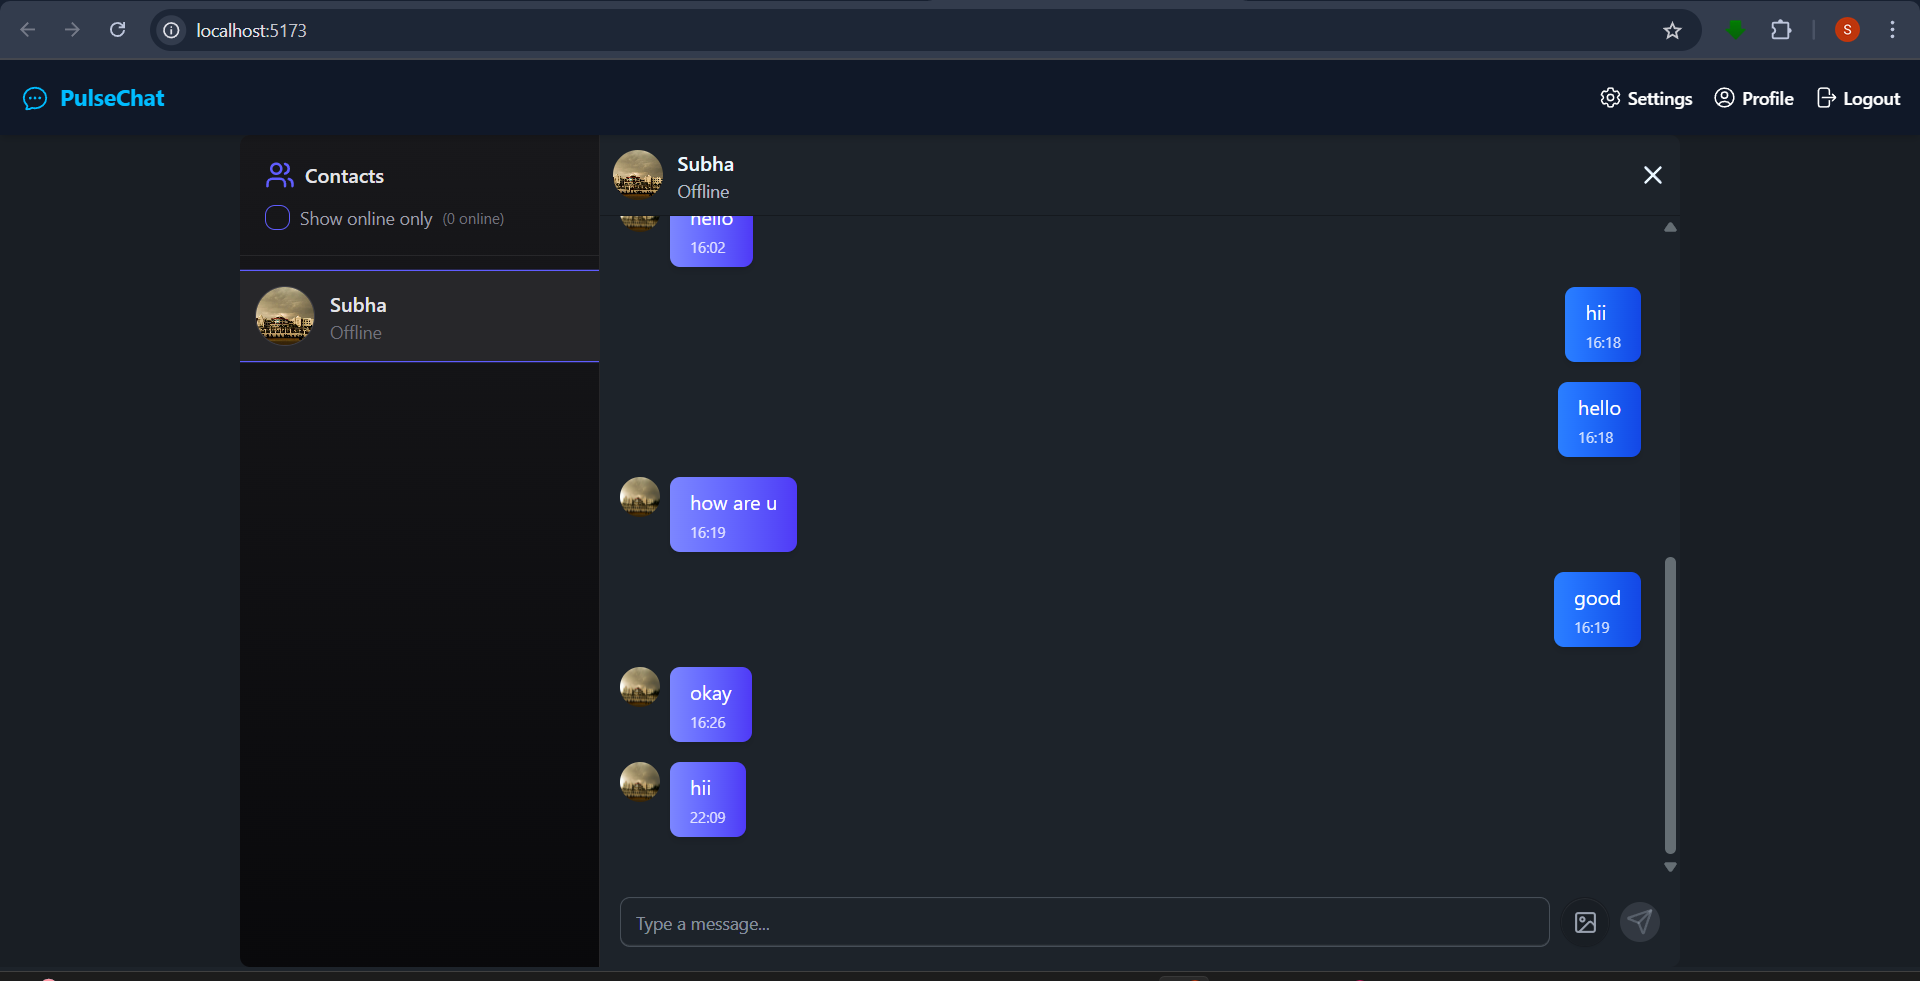 localhost:5173
S
PulseChat
Settings
Profile
Logout
Contacts
Show online only (0 online)
Subha
Offline
Subha
Offline
hello
16:02
hii
16:18
hello
16:18
how are u
16:19
good
16:19
okay
16:26
hii
22:09
Type a message...